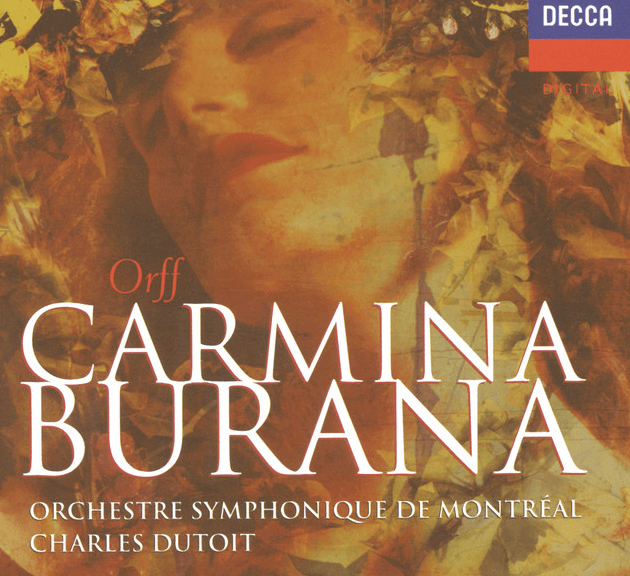 DECCA
DIGITAL
Orff
CARMINA
BURANA
ORCHESTRE SYMPHONIQUE DE MONTRÉAL
CHARLES DUTOIT